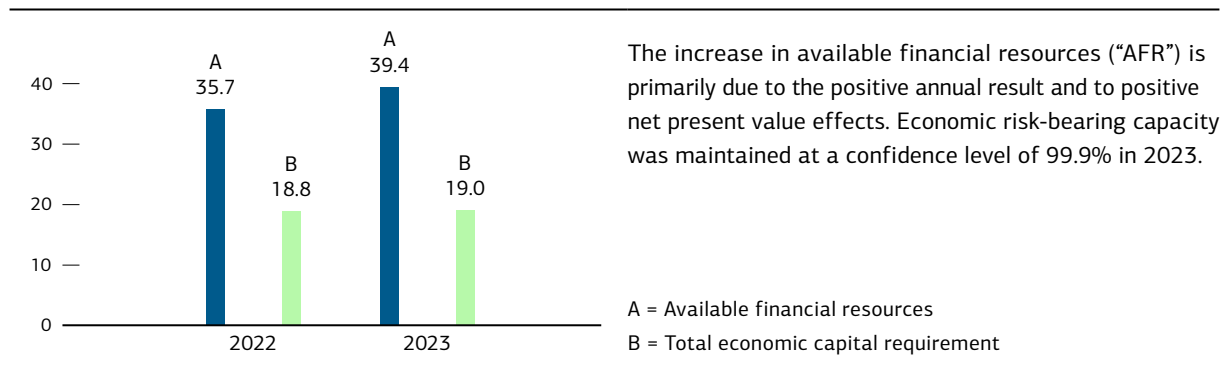 A
35.7
A
39.4
B
18.8
B
19.0
40
30
20
10
0
2022
2023
The increase in available financial resources (“AFR”) is
primarily due to the positive annual result and to positive
net present value effects. Economic risk-bearing capacity
was maintained at a confidence level of 99.9% in 2023.
A = Available financial resources
B = Total economic capital requirement